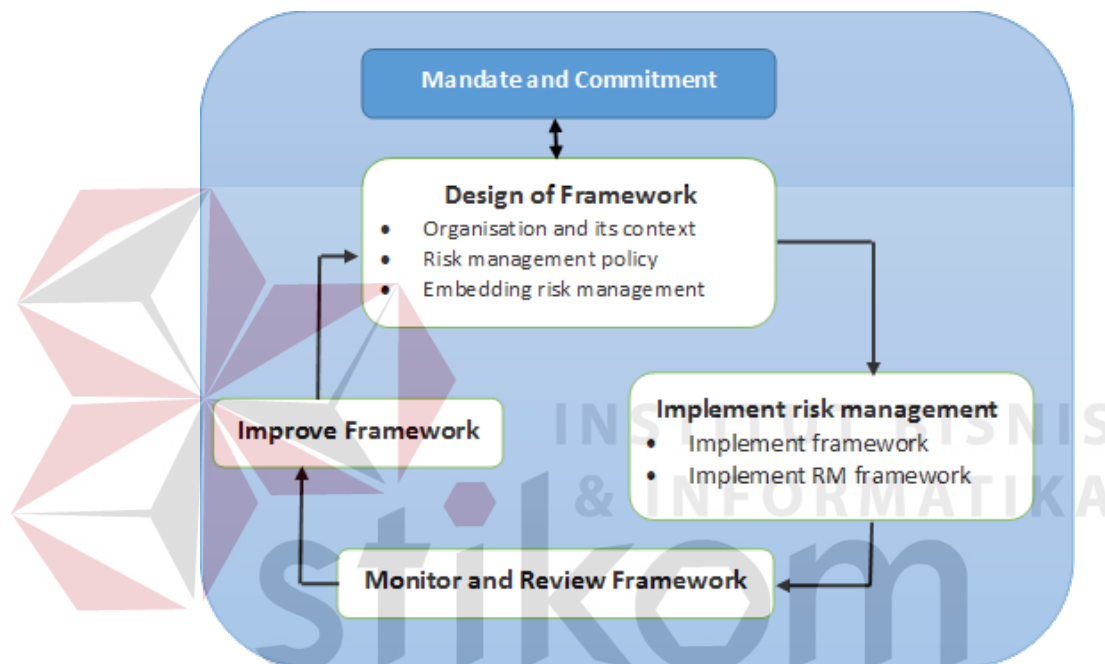 Mandate and Commitment
Design of Framework
• Organisation and its context
• Risk management policy
• Embedding risk management
Implement risk management
• Implement framework
• Implement RM framework
Improve Framework
Monitor and Review Framework
INSTITUT BISNIS
& INFORMATIKA
stikom